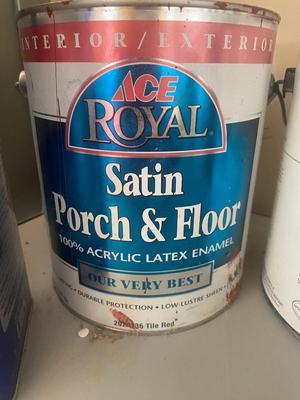 INTERIOR/EXTERIOR
ACE
ROYAL
Satin
Porch & Floor
100% ACRYLIC LATEX ENAMEL
OUR VERY BEST
• DURABLE PROTECTION • LOW-LUSTRE SHEEN
Tile Red